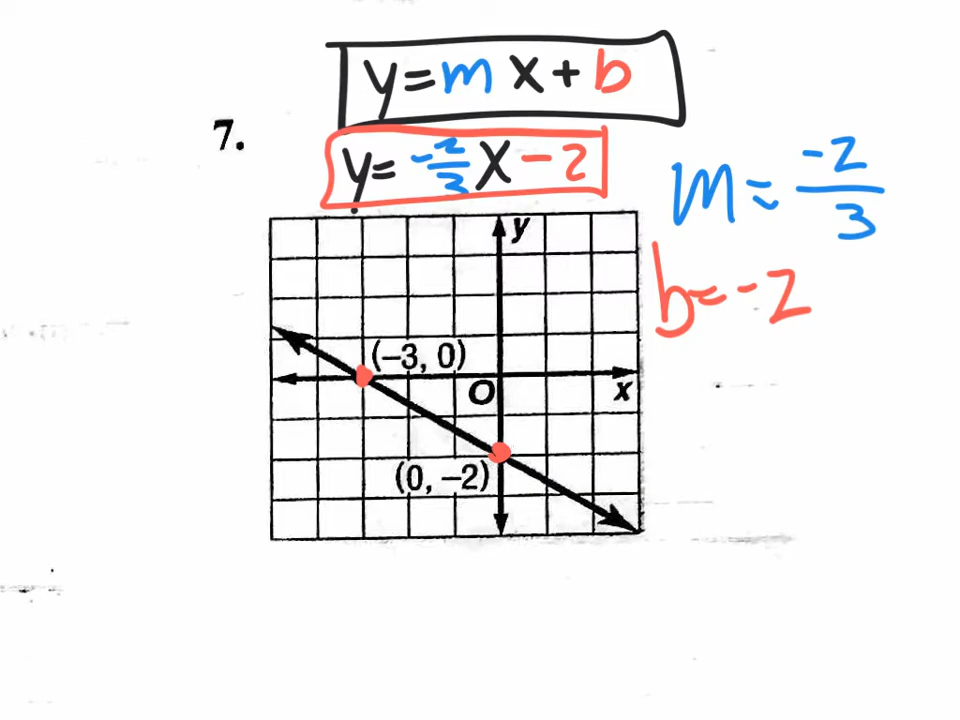 y=mx+b
7.
y=-2/3x-2
m=-2/3
b=-2
y
(–3, 0)
O
x
(0, –2)